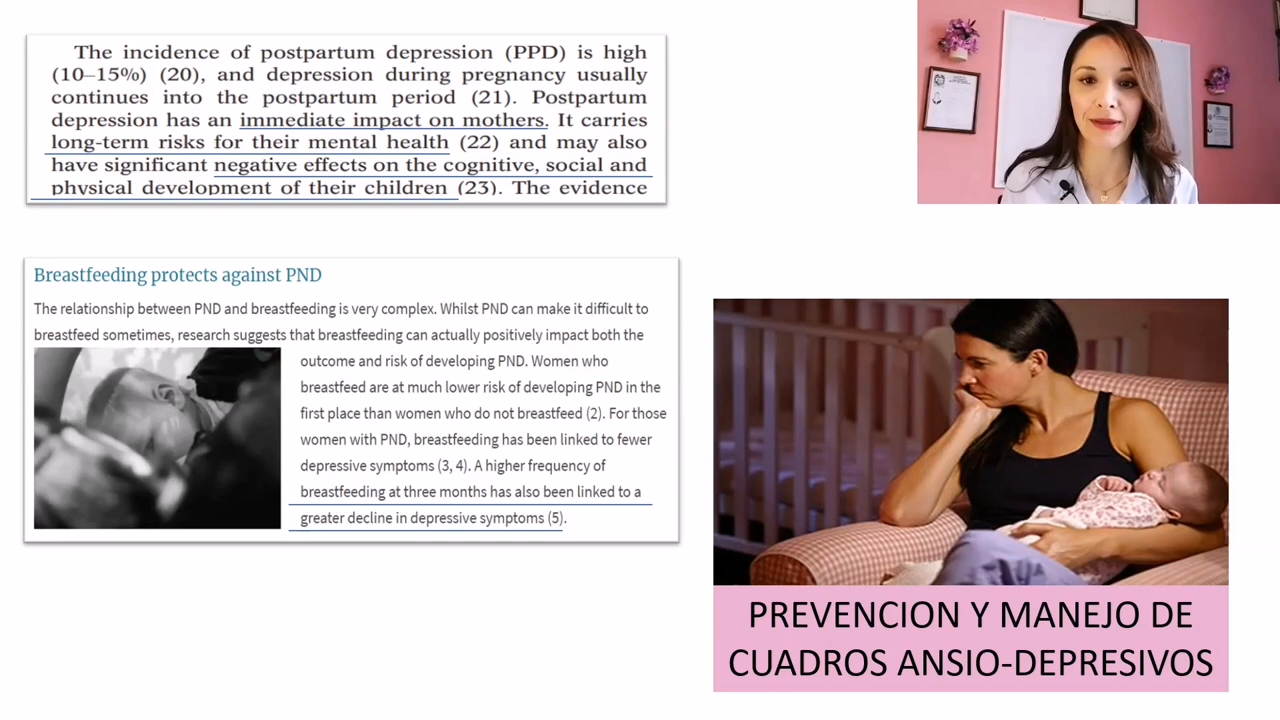 The incidence of postpartum depression (PPD) is high
(10–15%) (20), and depression during pregnancy usually
continues into the postpartum period (21). Postpartum
depression has an immediate impact on mothers. It carries
long-term risks for their mental health (22) and may also
have significant negative effects on the cognitive, social and
physical development of their children (23). The evidence
Breastfeeding protects against PND
The relationship between PND and breastfeeding is very complex. Whilst PND can make it difficult to
breastfeed sometimes, research suggests that breastfeeding can actually positively impact both the
outcome and risk of developing PND. Women who
breastfeed are at much lower risk of developing PND in the
first place than women who do not breastfeed (2). For those
women with PND, breastfeeding has been linked to fewer
depressive symptoms (3, 4). A higher frequency of
breastfeeding at three months has also been linked to a
greater decline in depressive symptoms (5).
PREVENCION Y MANEJO DE
CUADROS ANSIO-DEPRESIVOS